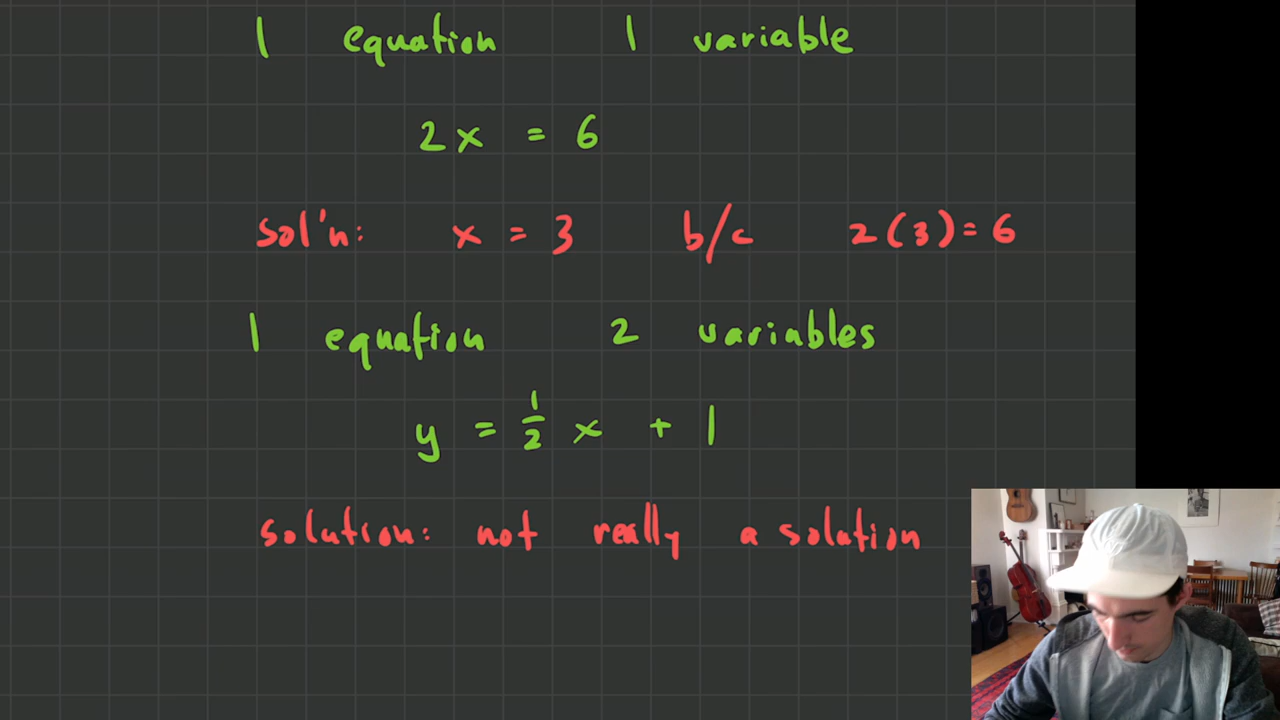 1 equation 1 variable
2x = 6
sol'n: x = 3 b/c 2(3) = 6
1 equation 2 variables
y = 1/2 x + 1
solution: not really a solution